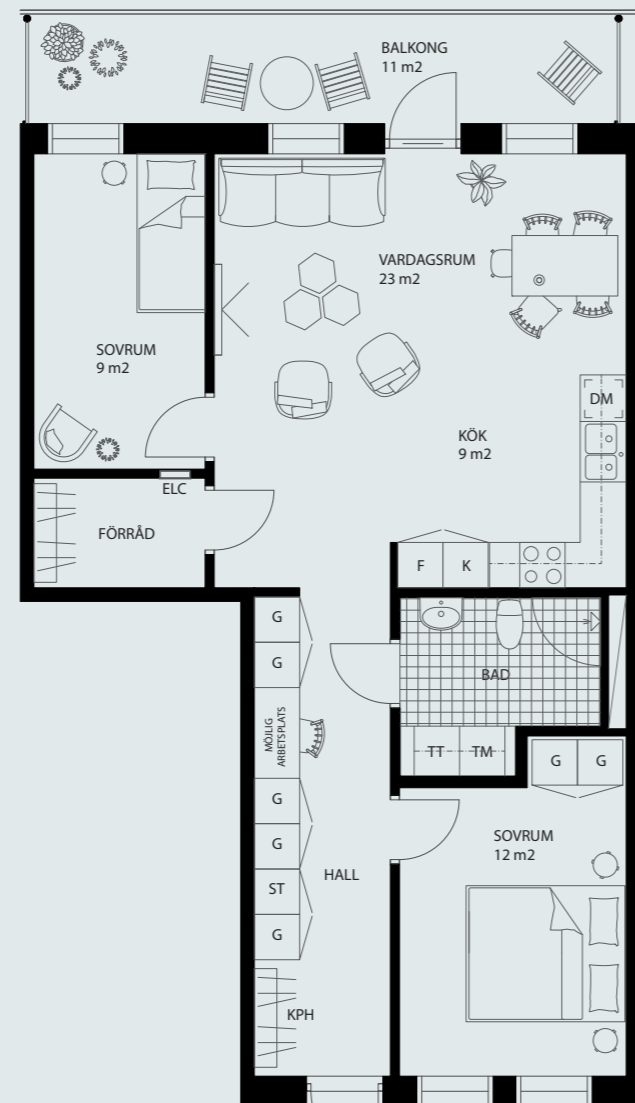 BALKONG
11 m2
VARDAGSRUM
23 m2
SOVRUM
9 m2
DM
KÖK
9 m2
ELC
FÖRRÅD
F
K
G
G
BAD
MÖJLIG
ARBETSPLATS
TT
TM
G
G
G
G
SOVRUM
12 m2
HALL
ST
G
KPH